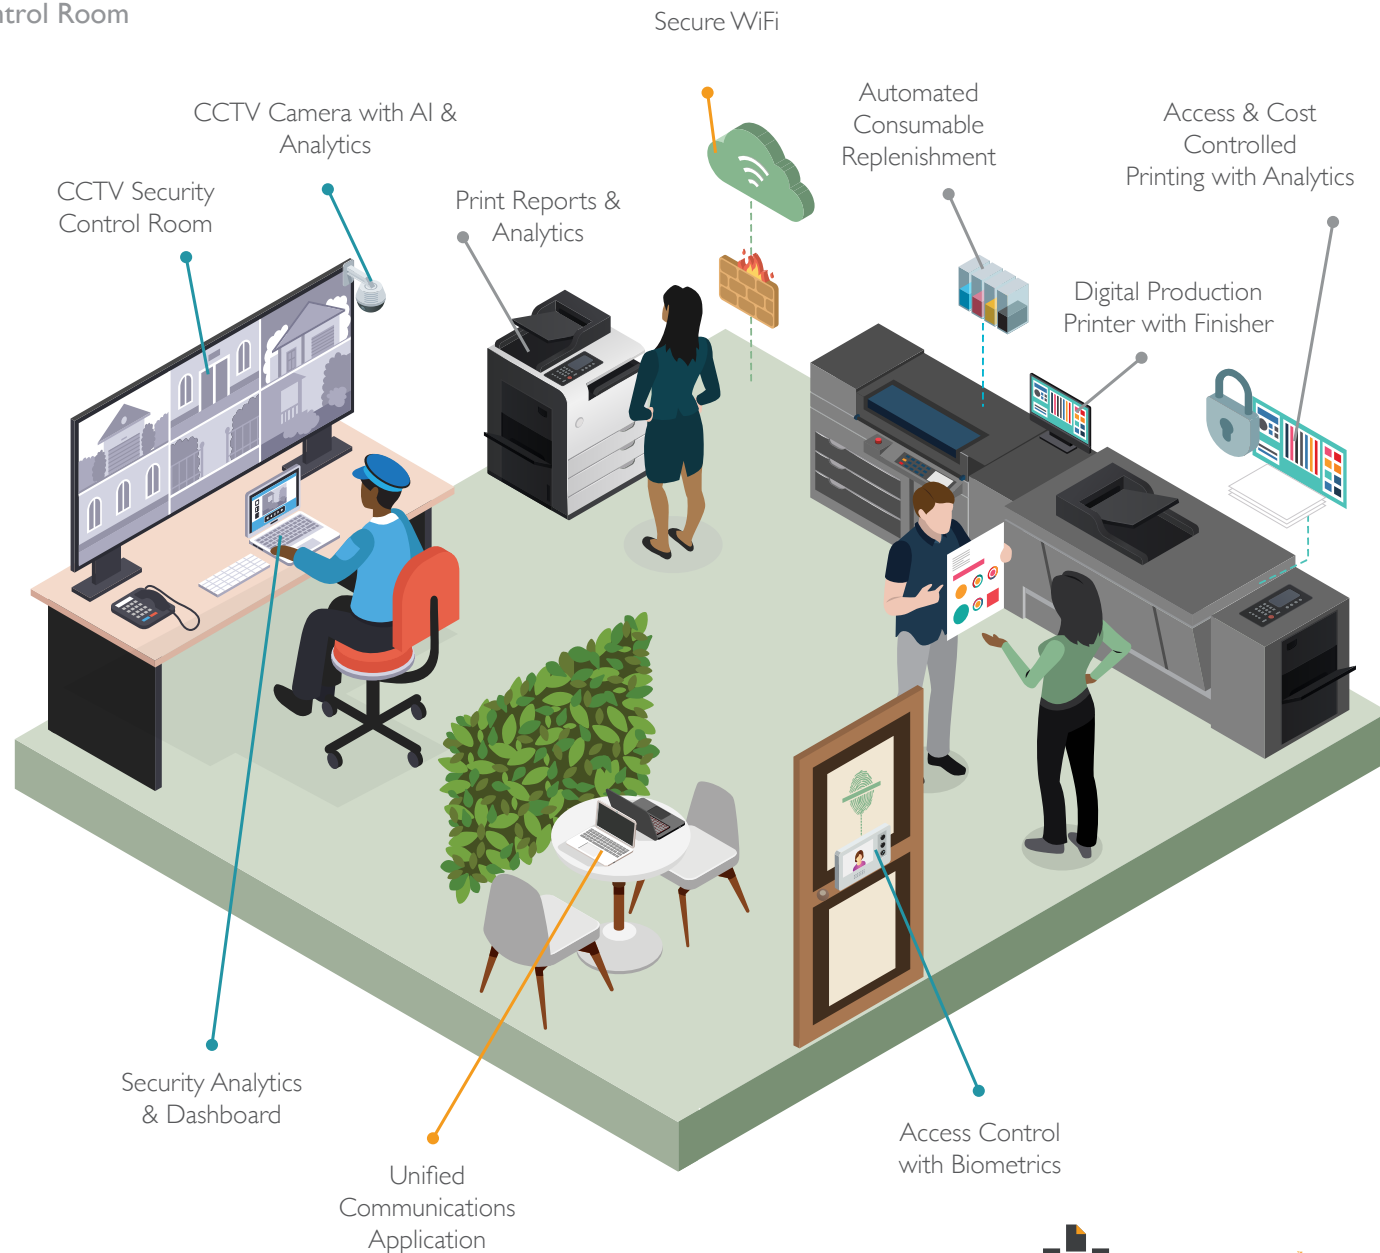 Secure WiFi
CCTV Camera with AI &
Analytics
CCTV Security
Control Room
Print Reports &
Analytics
Automated
Consumable
Replenishment
Access & Cost
Controlled
Printing with Analytics
Digital Production
Printer with Finisher
Security Analytics
& Dashboard
Unified
Communications
Application
Access Control
with Biometrics